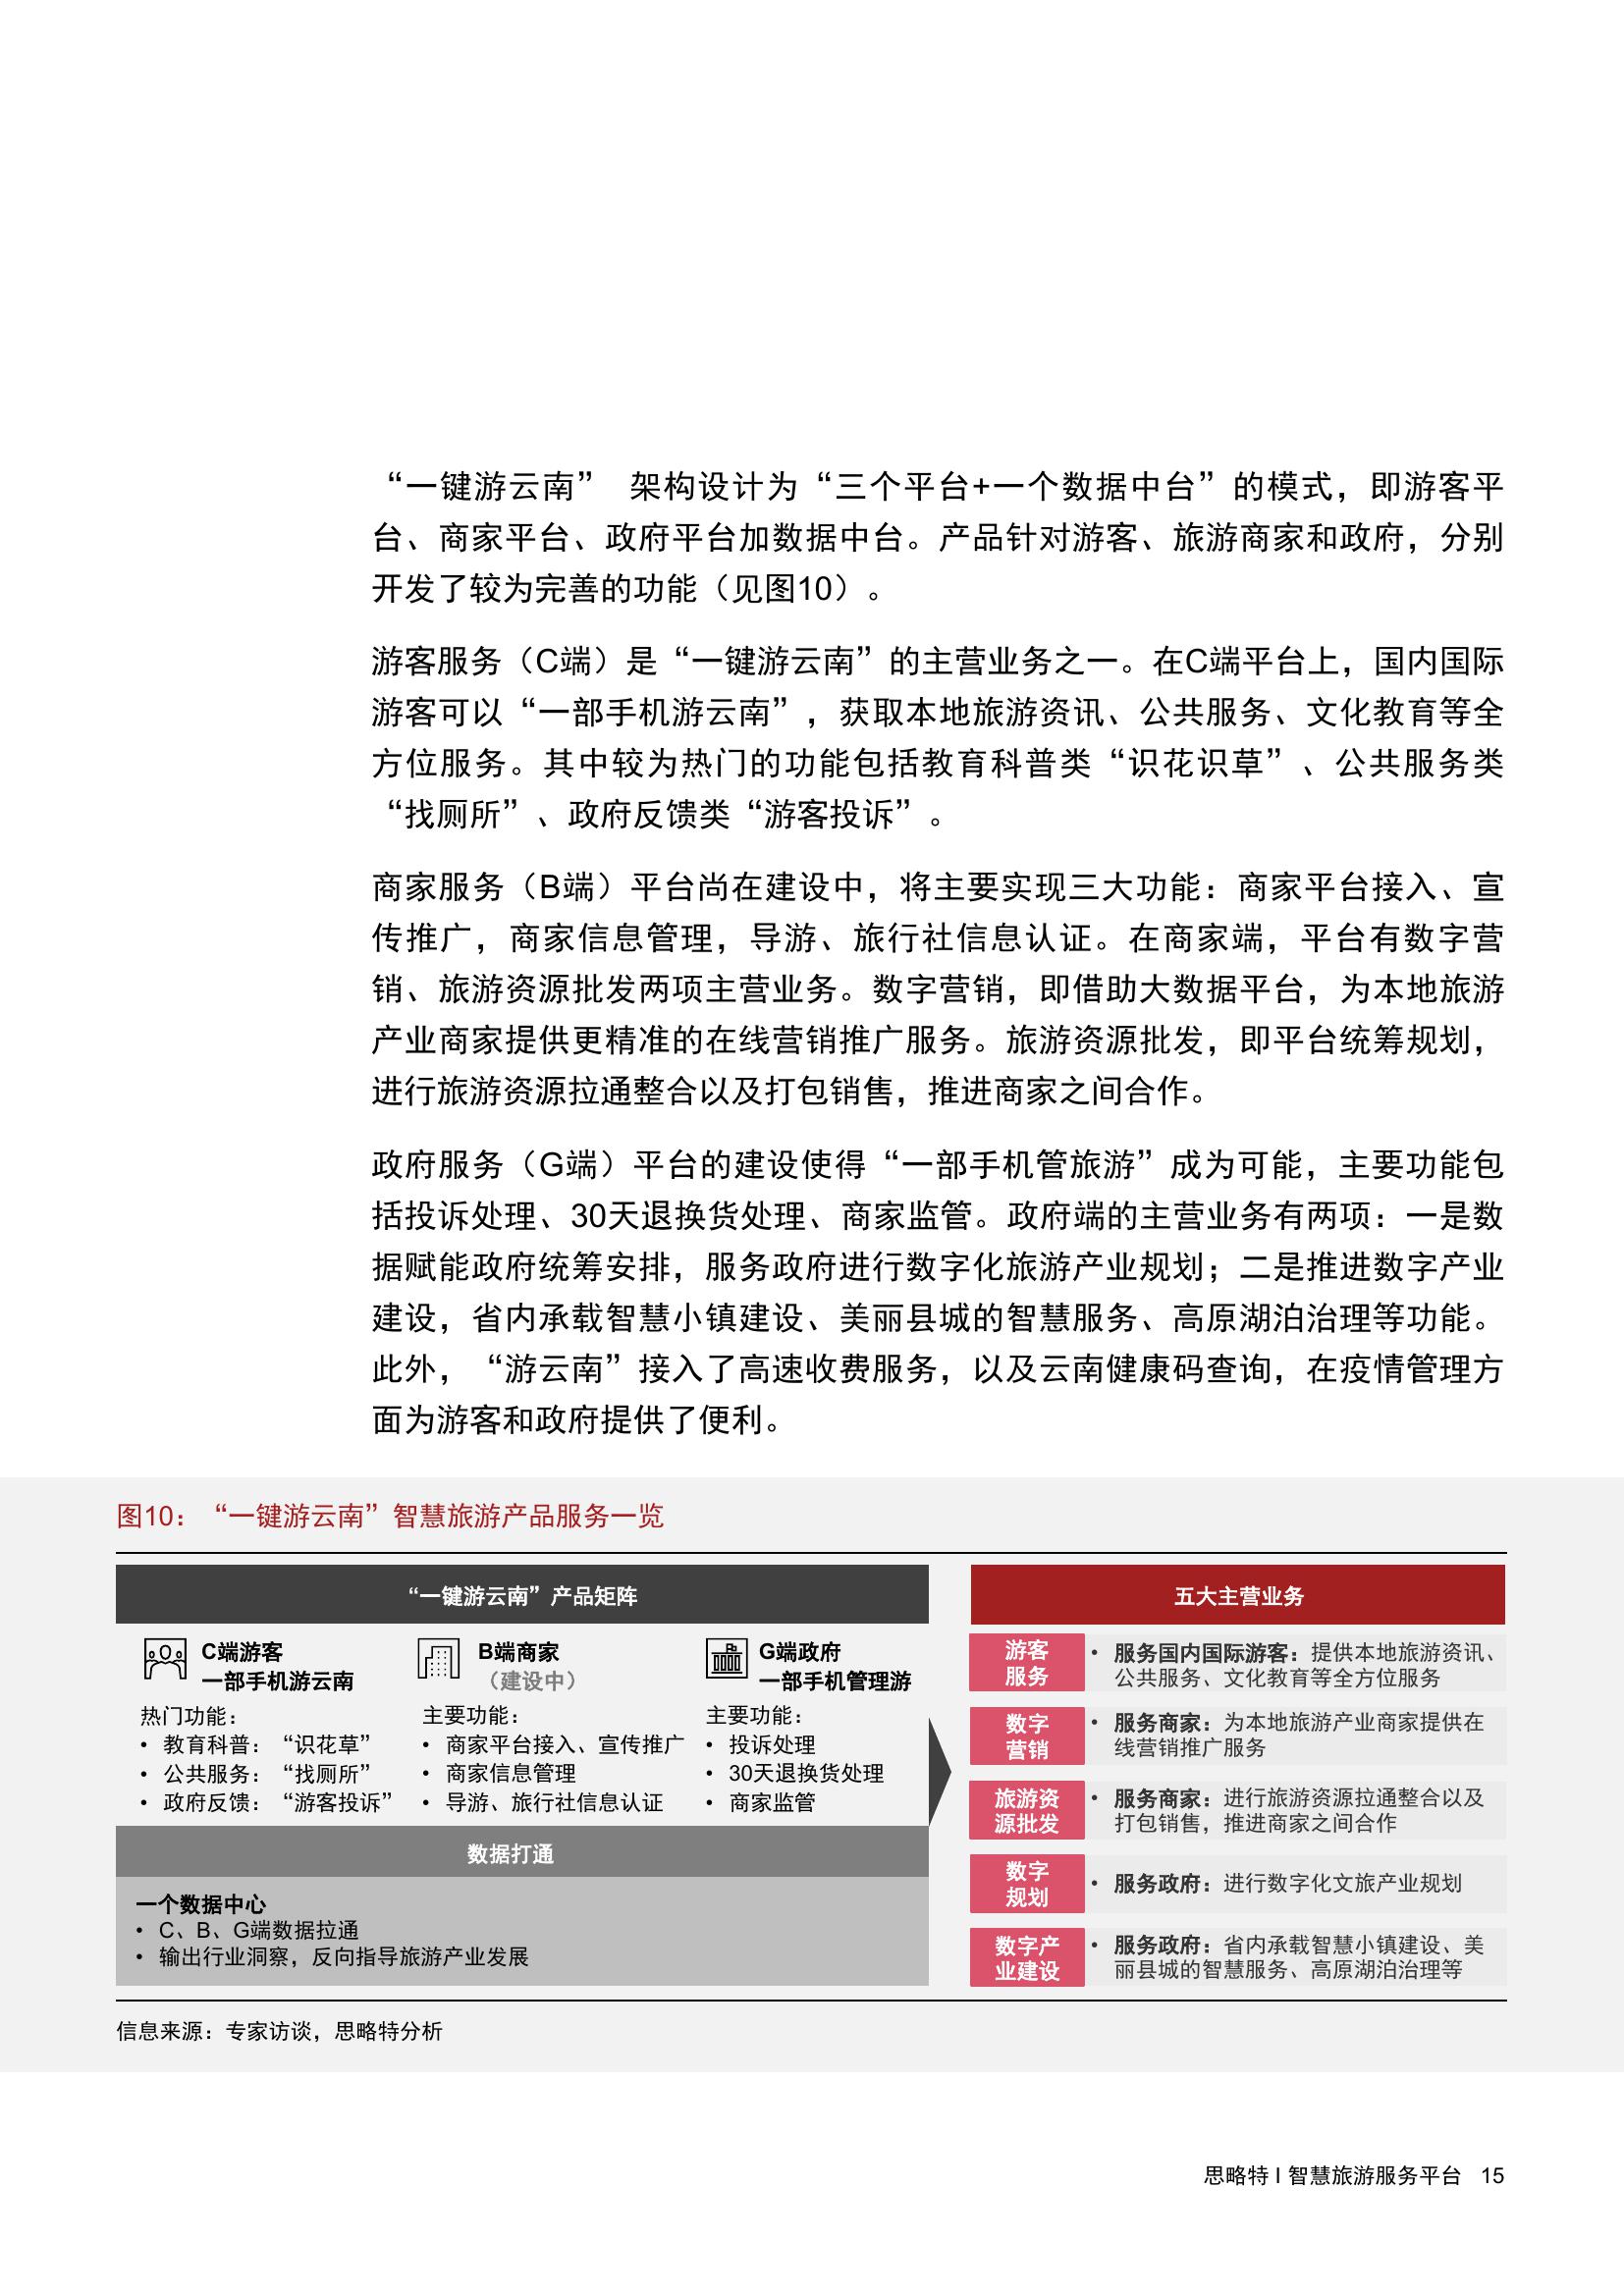 “一键游云南” 架构设计为“三个平台+一个数据中台”的模式，即游客平
台、商家平台、政府平台加数据中台。产品针对游客、旅游商家和政府，分别
开发了较为完善的功能（见图10）。
游客服务（C端）是“一键游云南”的主营业务之一。在C端平台上，国内国际
游客可以“一部手机游云南”，获取本地旅游资讯、公共服务、文化教育等全
方位服务。其中较为热门的功能包括教育科普类“识花识草”、公共服务类
“找厕所”、政府反馈类“游客投诉”。
商家服务（B端）平台尚在建设中，将主要实现三大功能：商家平台接入、宣
传推广，商家信息管理，导游、旅行社信息认证。在商家端，平台有数字营
销、旅游资源批发两项主营业务。数字营销，即借助大数据平台，为本地旅游
产业商家提供更精准的在线营销推广服务。旅游资源批发，即平台统筹规划，
进行旅游资源拉通整合以及打包销售，推进商家之间合作。
政府服务（G端）平台的建设使得“一部手机管旅游”成为可能，主要功能包
括投诉处理、30天退换货处理、商家监管。政府端的主营业务有两项：一是数
据赋能政府统筹安排，服务政府进行数字化旅游产业规划；二是推进数字产业
建设，省内承载智慧小镇建设、美丽县城的智慧服务、高原湖泊治理等功能。
此外，“游云南”接入了高速收费服务，以及云南健康码查询，在疫情管理方
面为游客和政府提供了便利。
图10：“一键游云南”智慧旅游产品服务一览
“一键游云南”产品矩阵
C端游客
一部手机游云南
热门功能：
• 教育科普：“识花草”
• 公共服务：“找厕所”
• 政府反馈：“游客投诉”
B端商家
（建设中）
主要功能：
• 商家平台接入、宣传推广
• 商家信息管理
• 导游、旅行社信息认证
G端政府
一部手机管理游
主要功能：
• 投诉处理
• 30天退换货处理
• 商家监管
数据打通
一个数据中心
• C、B、G端数据拉通
• 输出行业洞察，反向指导旅游产业发展
五大主营业务
游客
服务
• 服务国内国际游客：提供本地旅游资讯、
公共服务、文化教育等全方位服务
数字
营销
• 服务商家：为本地旅游产业商家提供在
线营销推广服务
旅游资
源批发
• 服务商家：进行旅游资源拉通整合以及
打包销售，推进商家之间合作
数字
规划
• 服务政府：进行数字化文旅产业规划
数字产
业建设
• 服务政府：省内承载智慧小镇建设、美
丽县城的智慧服务、高原湖泊治理等
信息来源：专家访谈，思略特分析
思略特 I 智慧旅游服务平台 15